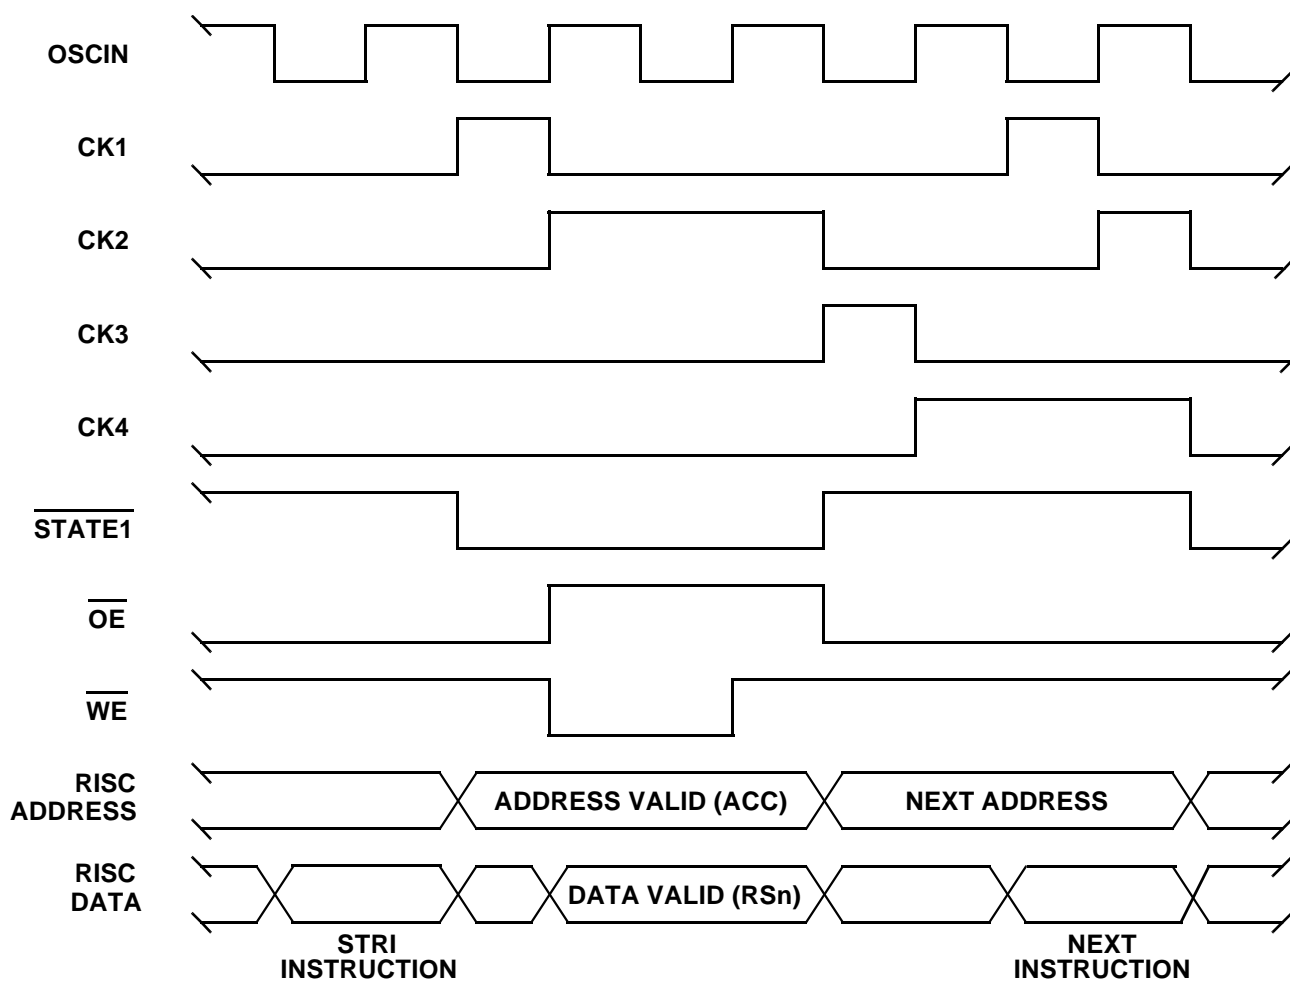 OSCIN
CK1
CK2
CK3
CK4
STATE1
OE
WE
RISC
ADDRESS
ADDRESS VALID (ACC)
NEXT ADDRESS
RISC
DATA
DATA VALID (RSn)
STRI
INSTRUCTION
NEXT
INSTRUCTION